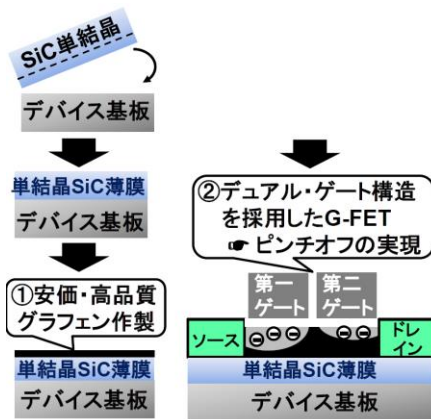 SiC単結晶
デバイス基板
単結晶SiC薄膜
デバイス基板
①安価・高品質
グラフェン作製
単結晶SiC薄膜
デバイス基板
②デュアル・ゲート構造
を採用したG-FET
☛ ピンチオフの実現
第一
ゲート
第二
ゲート
ソース
⊖⊖⊖
⊖⊖
ドレ
イン
単結晶SiC薄膜
デバイス基板